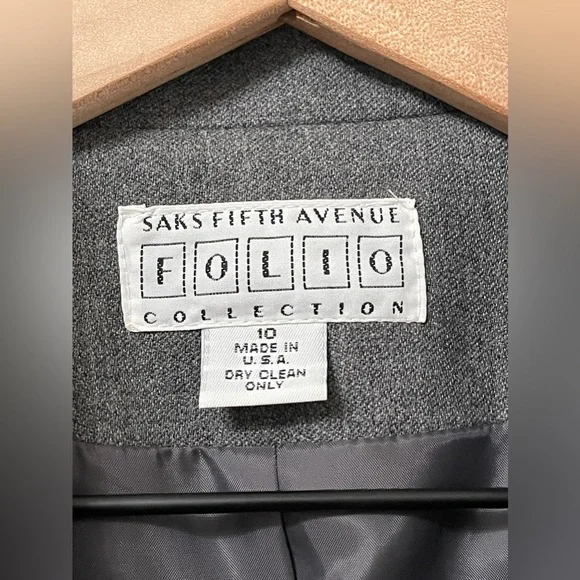 SAKS FIFTH AVENUE
FOLIO
COLLECTION
10
MADE IN
U.S.A.
DRY CLEAN
ONLY